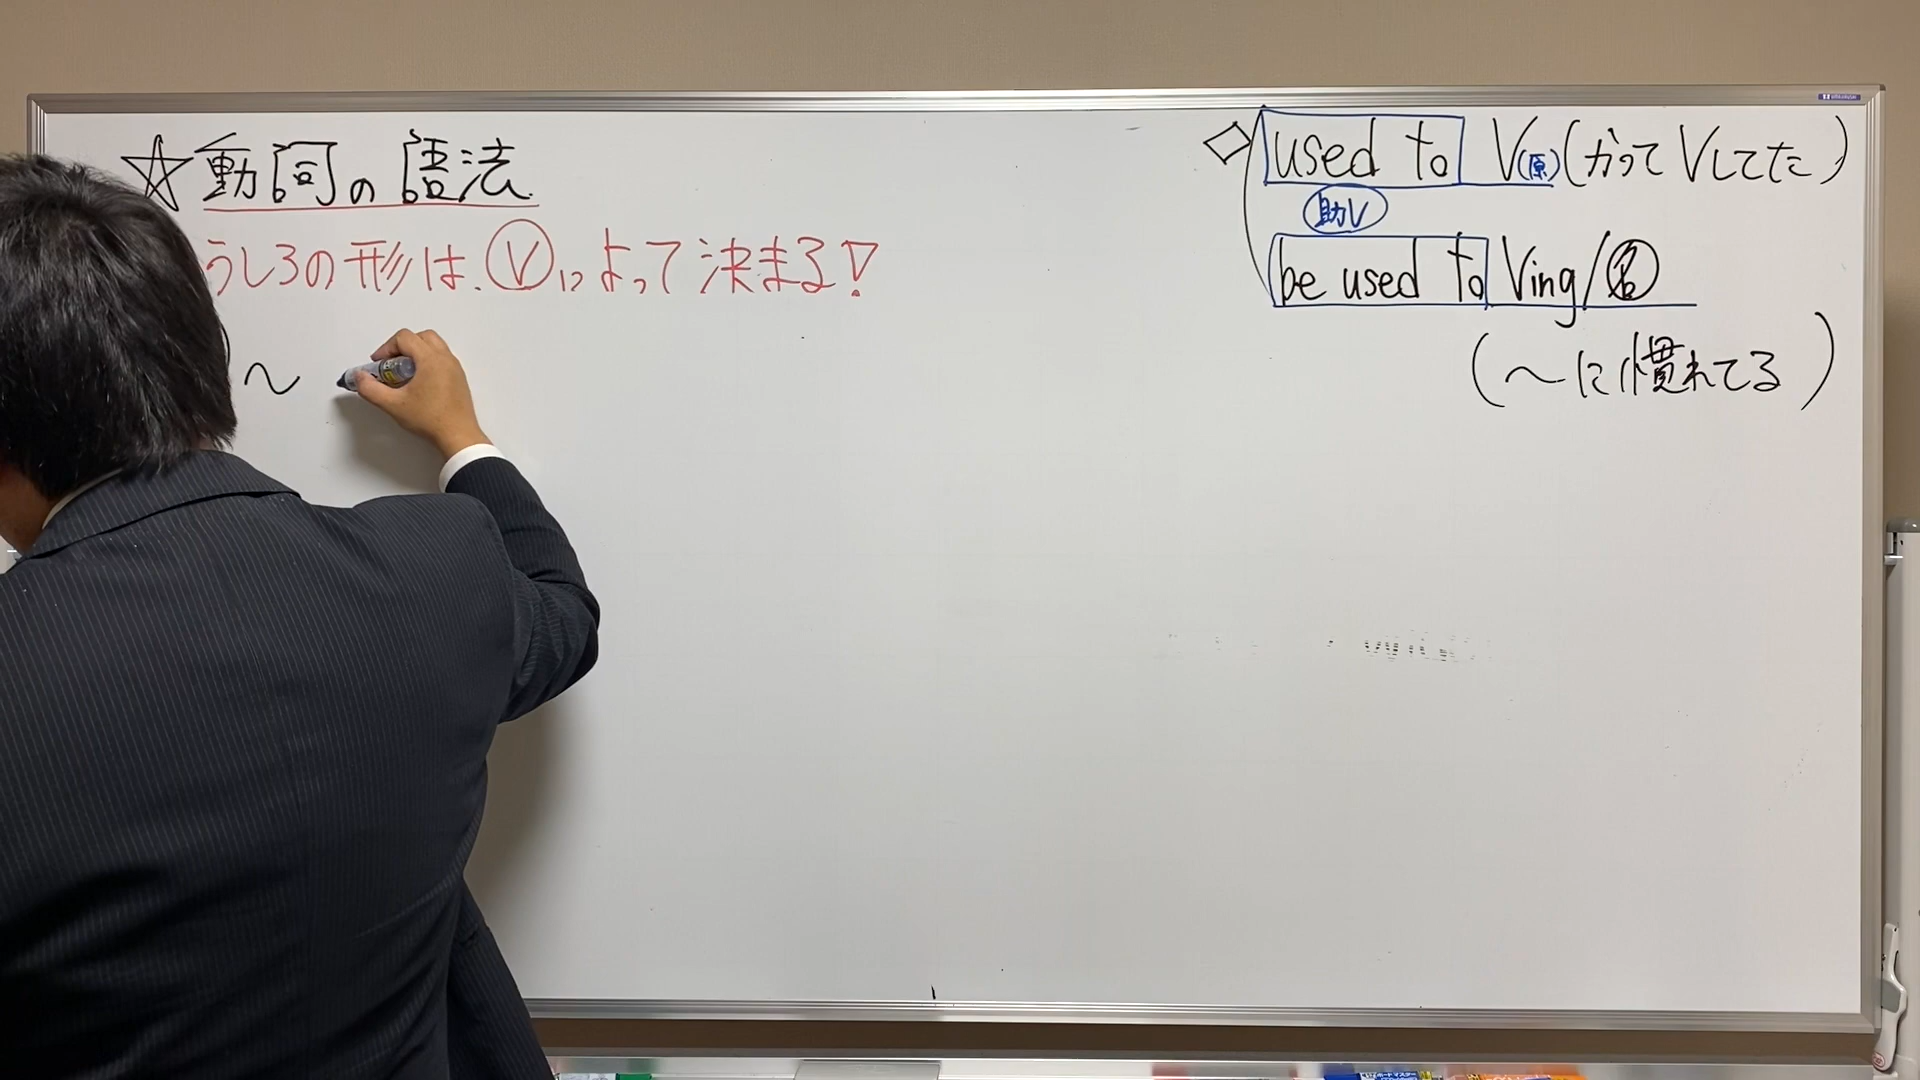 ☆動詞の語法
うしろの形は、Ⓥによって決まる!
〜
◇used to V(原)(かつてVしてた)
助V
be used to Ving/名
(〜に慣れてる)